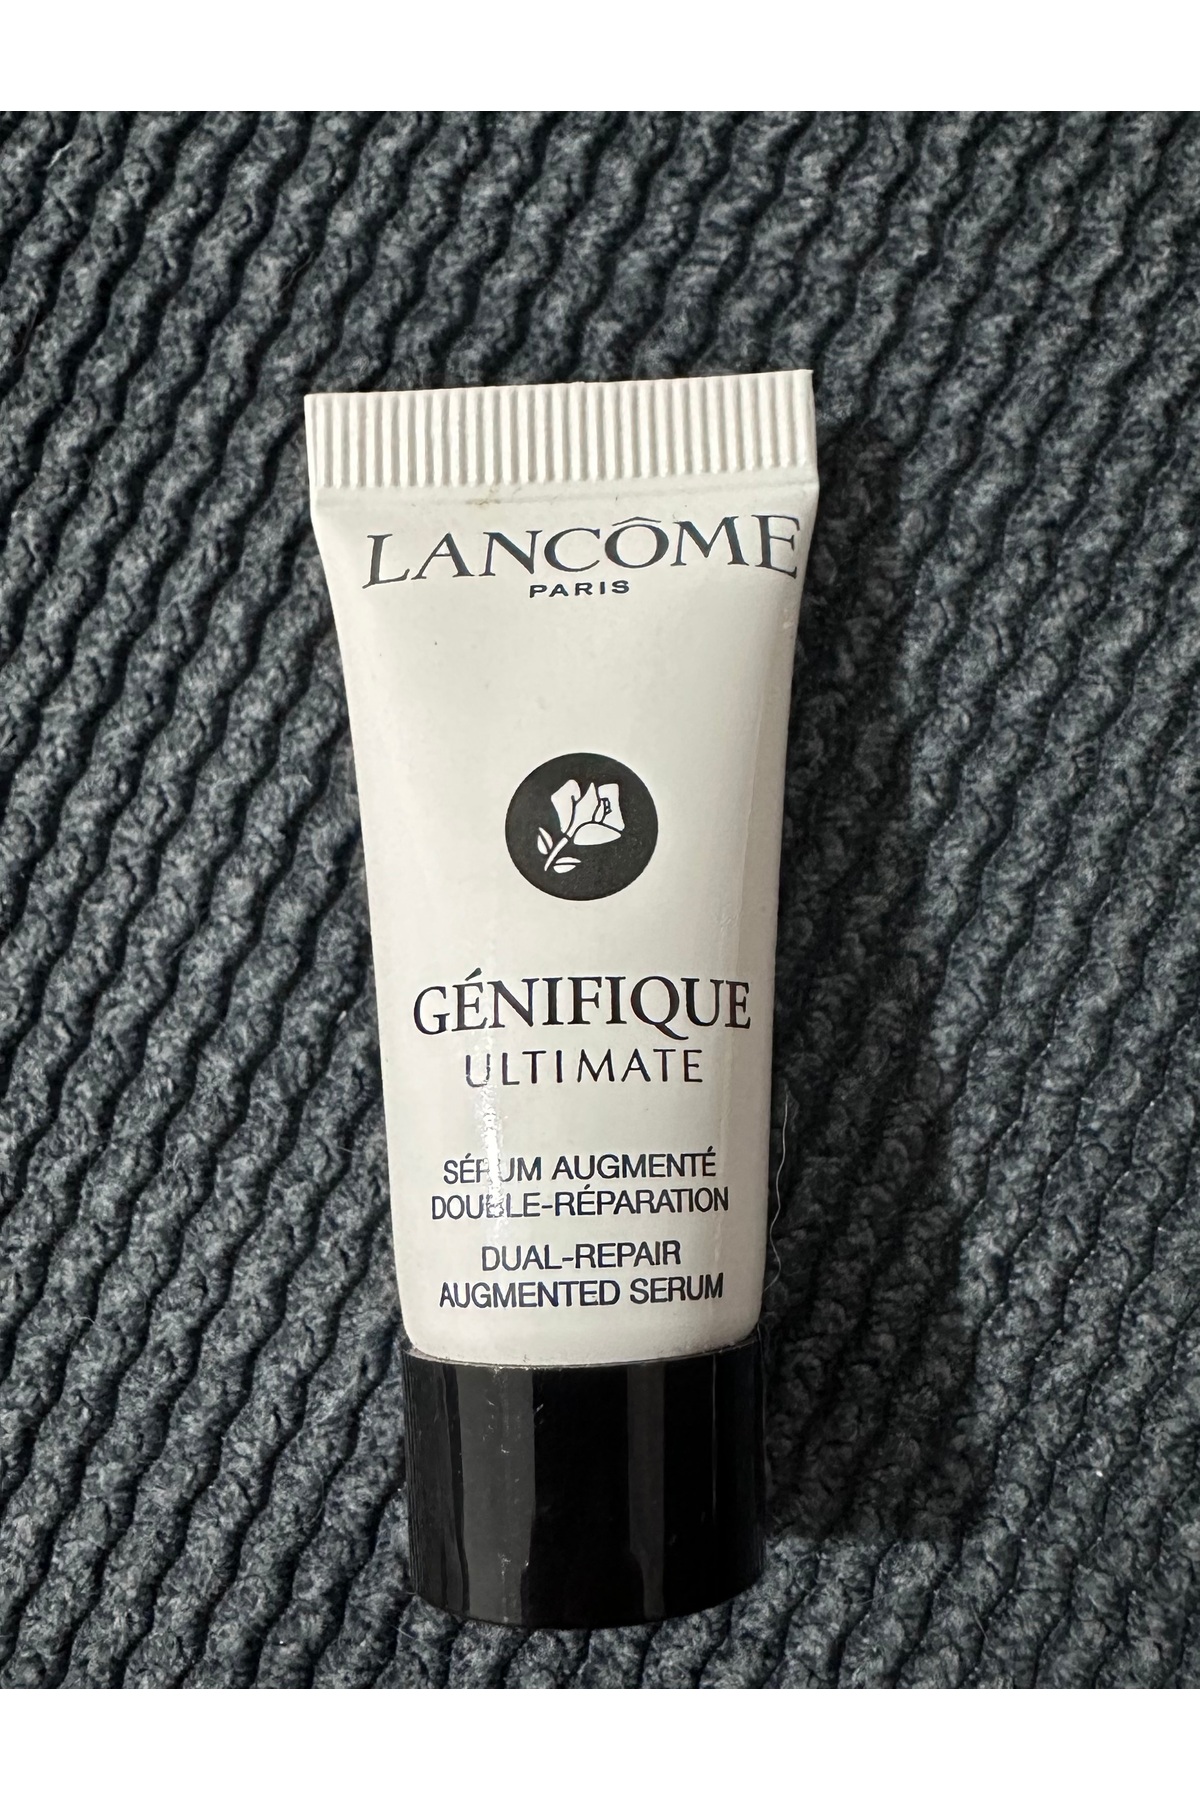 LANCÔME
PARIS
GÉNIFIQUE
ULTIMATE
SÉRUM AUGMENTÉ
DOUBLE-RÉPARATION
DUAL-REPAIR
AUGMENTED SERUM